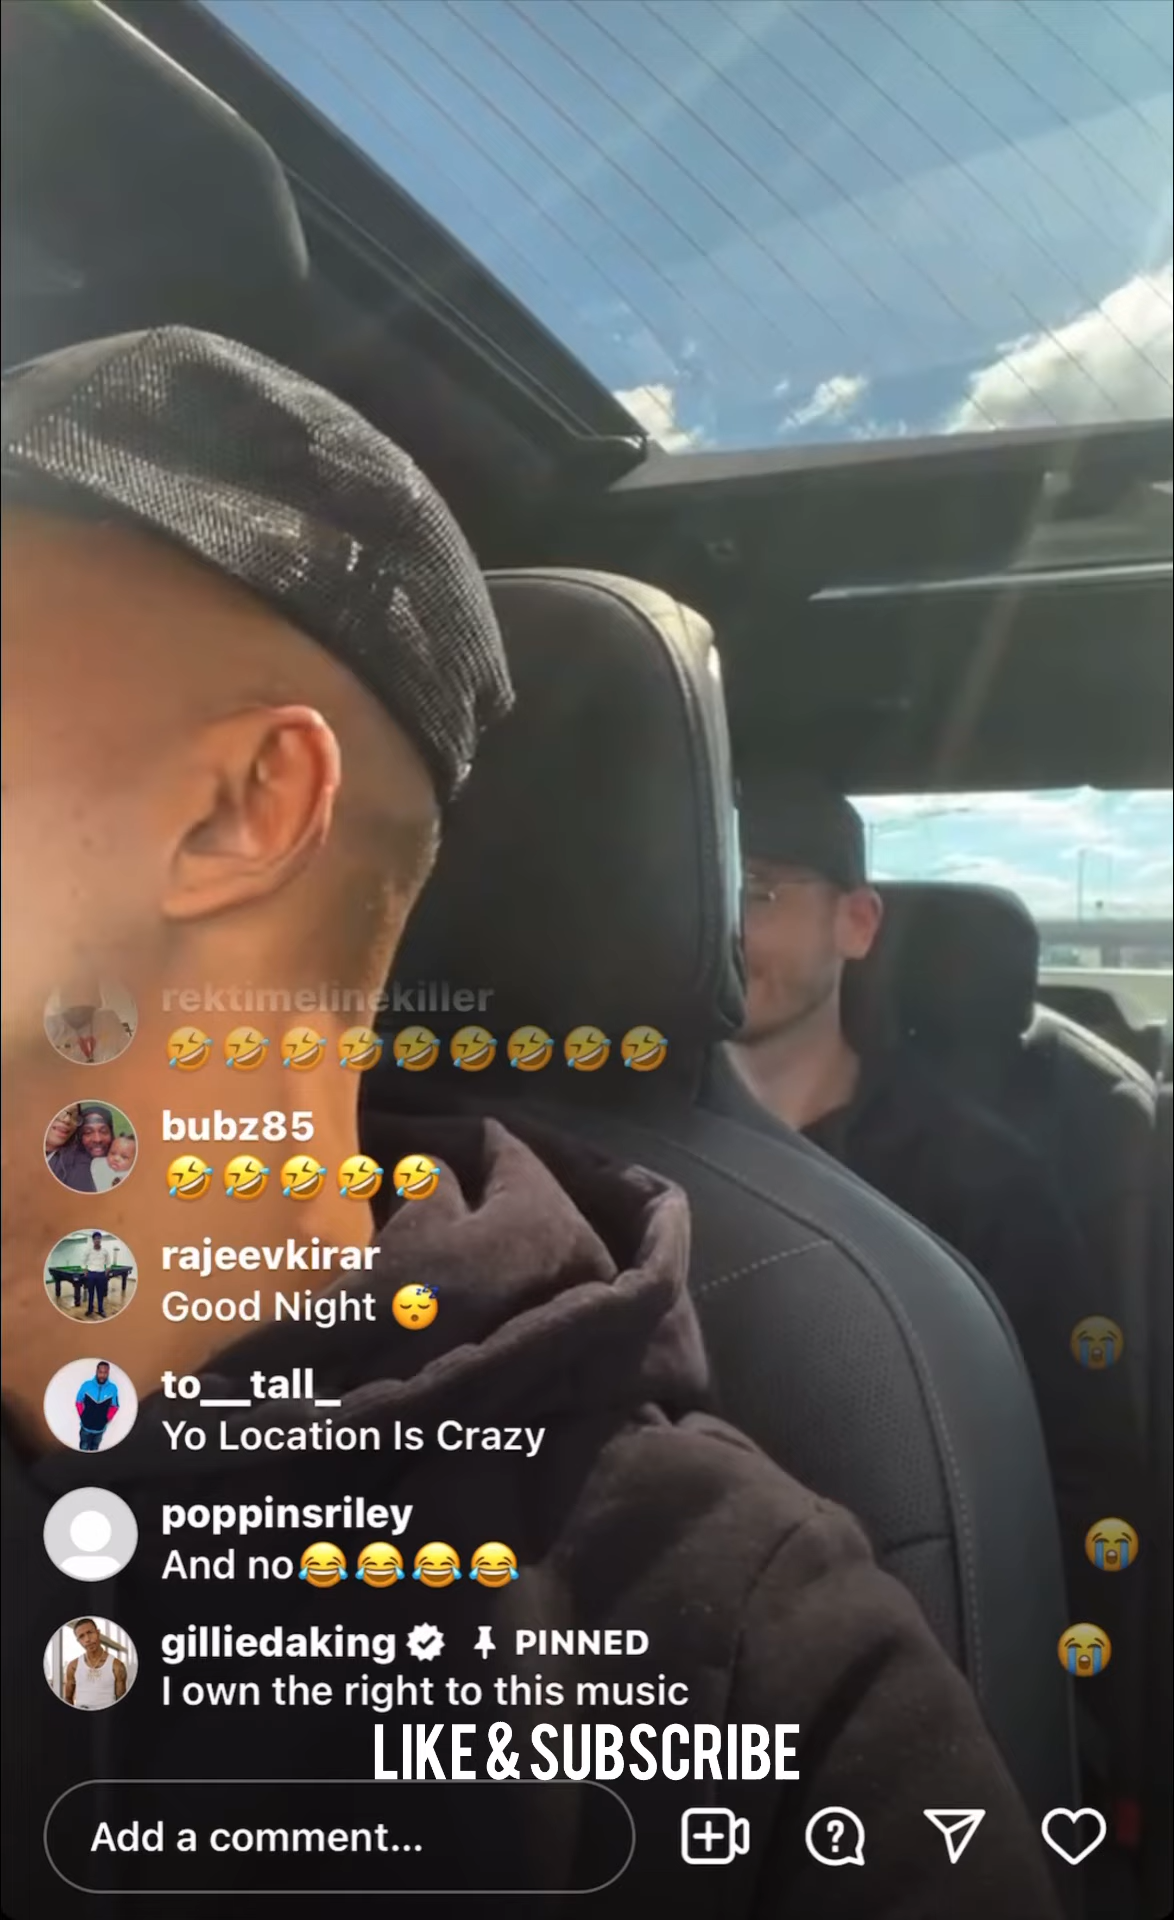 rektimelinekiller
🤣🤣🤣🤣🤣🤣🤣🤣🤣
bubz85
🤣🤣🤣🤣🤣
rajeevkirar
Good Night 😴
to__tall_
Yo Location Is Crazy
poppinsriley
And no😂😂😂😂
gilliedaking PINNED
I own the right to this music
LIKE & SUBSCRIBE
Add a comment...